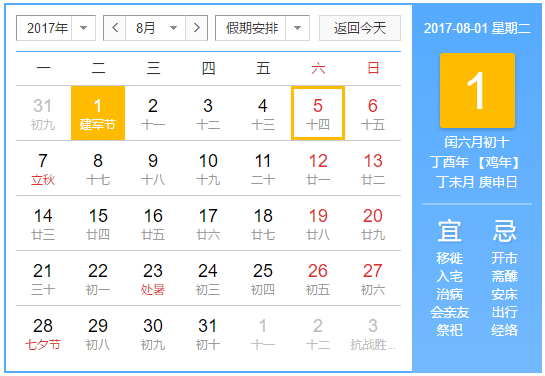 2017年 8月 假期安排 返回今天
一 二 三 四 五 六 日
31 1 2 3 4 5 6
初九 建军节 十一 十二 十三 十四 十五
7 8 9 10 11 12 13
立秋 十七 十八 十九 二十 廿一 廿二
14 15 16 17 18 19 20
廿三 廿四 廿五 廿六 廿七 廿八 廿九
21 22 23 24 25 26 27
三十 初一 处暑 初三 初四 初五 初六
28 29 30 31 1 2 3
七夕节 初八 初九 初十 十一 十二 抗战胜...
2017-08-01 星期二
1
闰六月初十
丁酉年 【鸡年】
丁未月 庚申日
宜 忌
移徙 开市
入宅 斋醮
治病 安床
会亲友 出行
祭祀 经络